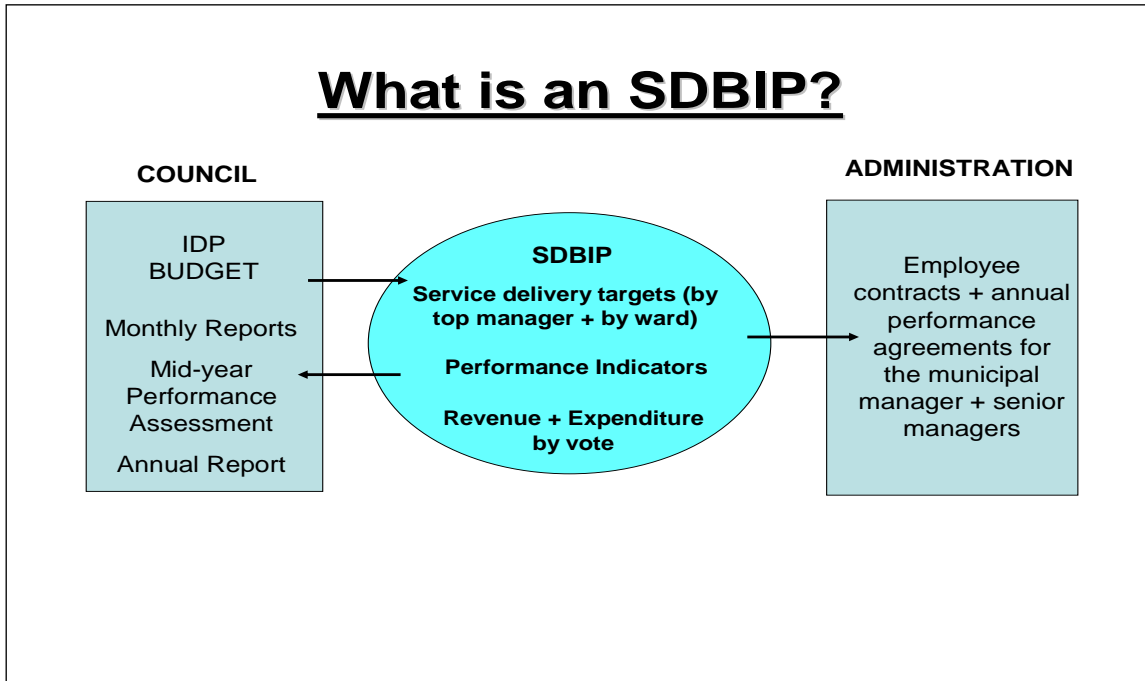 What is an SDBIP?
COUNCIL
IDP
BUDGET
Monthly Reports
Mid-year
Performance
Assessment
Annual Report
SDBIP
Service delivery targets (by
top manager + by ward)
Performance Indicators
Revenue + Expenditure
by vote
ADMINISTRATION
Employee
contracts + annual
performance
agreements for
the municipal
manager + senior
managers